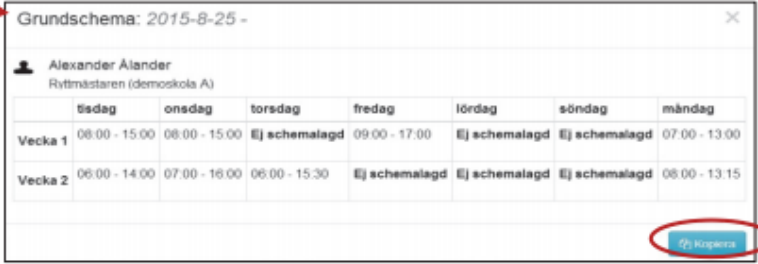 Grundschema: 2015-8-25 -
Alexander Ålander
Ryttmästaren (demoskola A)
tisdag onsdag torsdag fredag lördag söndag måndag
Vecka 1 08:00 - 15:00 08:00 - 15:00 Ej schemalagd 09:00 - 17:00 Ej schemalagd Ej schemalagd 07:00 - 13:00
Vecka 2 06:00 - 14:00 07:00 - 16:00 06:00 - 15:30 Ej schemalagd Ej schemalagd Ej schemalagd 08:00 - 13:15
Kopiera